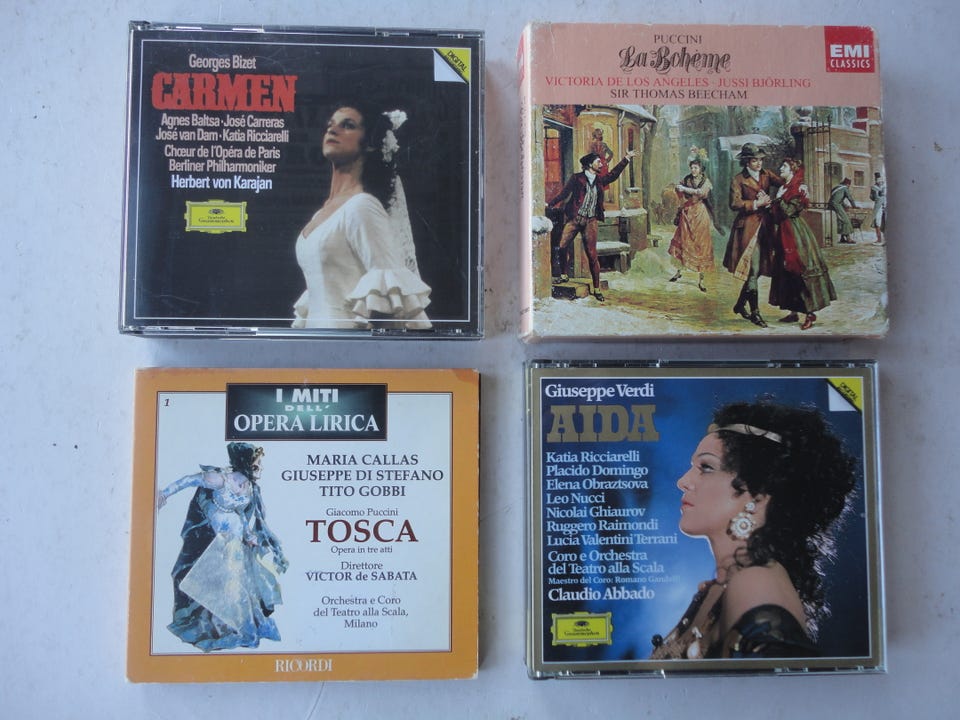 Georges Bizet
CARMEN
Agnes Baltsa · José Carreras
José van Dam · Katia Ricciarelli
Chœur de l'Opéra de Paris
Berliner Philharmoniker
Herbert von Karajan
Deutsche
Grammophon
DIGITAL
PUCCINI
La Bohème
VICTORIA DE LOS ANGELES · JUSSI BJÖRLING
SIR THOMAS BEECHAM
EMI
CLASSICS
1
I MITI
DELL'
OPERA LIRICA
MARIA CALLAS
GIUSEPPE DI STEFANO
TITO GOBBI
Giacomo Puccini
TOSCA
Opera in tre atti
Direttore
VICTOR de SABATA
Orchestra e Coro
del Teatro alla Scala,
Milano
RICORDI
Giuseppe Verdi
AIDA
Katia Ricciarelli
Placido Domingo
Elena Obraztsova
Leo Nucci
Nicolai Ghiaurov
Ruggero Raimondi
Lucia Valentini Terrani
Coro e Orchestra
del Teatro alla Scala
Maestro del Coro: Romano Gandolfi
Claudio Abbado
Deutsche
Grammophon
DIGITAL